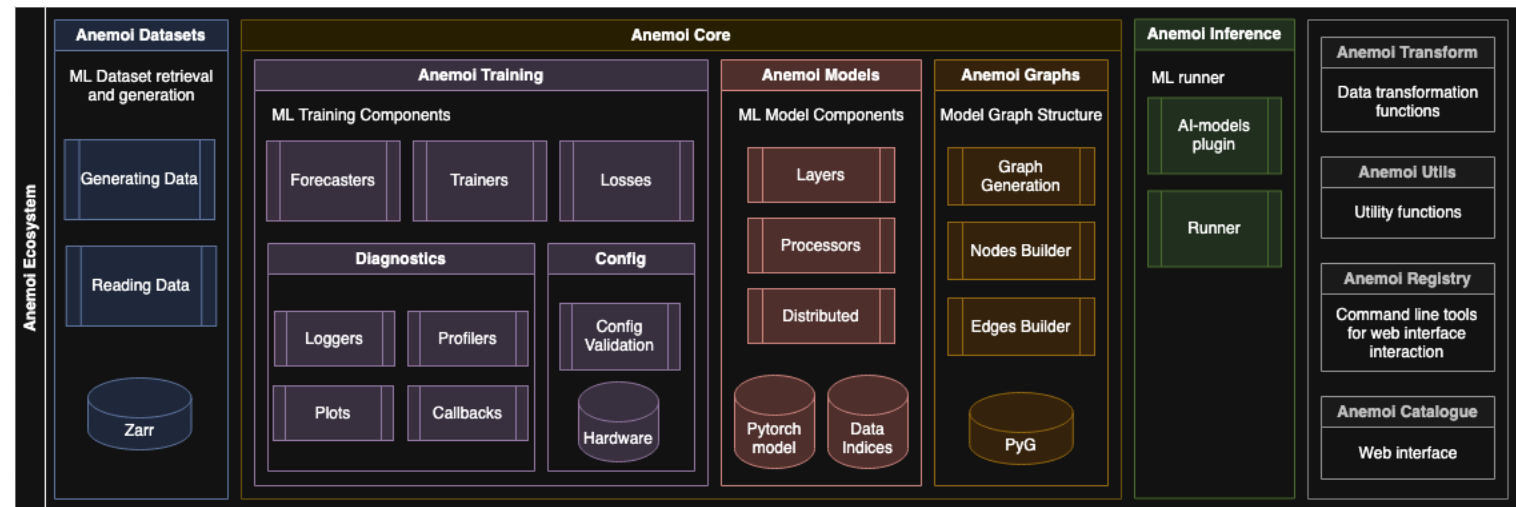 Anemoi Ecosystem
Anemoi Datasets
ML Dataset retrieval
and generation
Generating Data
Reading Data
Zarr
Anemoi Core
Anemoi Training
ML Training Components
Forecasters
Trainers
Losses
Diagnostics
Loggers
Profilers
Plots
Callbacks
Config
Config
Validation
Hardware
Anemoi Models
ML Model Components
Layers
Processors
Distributed
Pytorch
model
Data
Indices
Anemoi Graphs
Model Graph Structure
Graph
Generation
Nodes Builder
Edges Builder
PyG
Anemoi Inference
ML runner
AI-models
plugin
Runner
Anemoi Transform
Data transformation
functions
Anemoi Utils
Utility functions
Anemoi Registry
Command line tools
for web interface
interaction
Anemoi Catalogue
Web interface